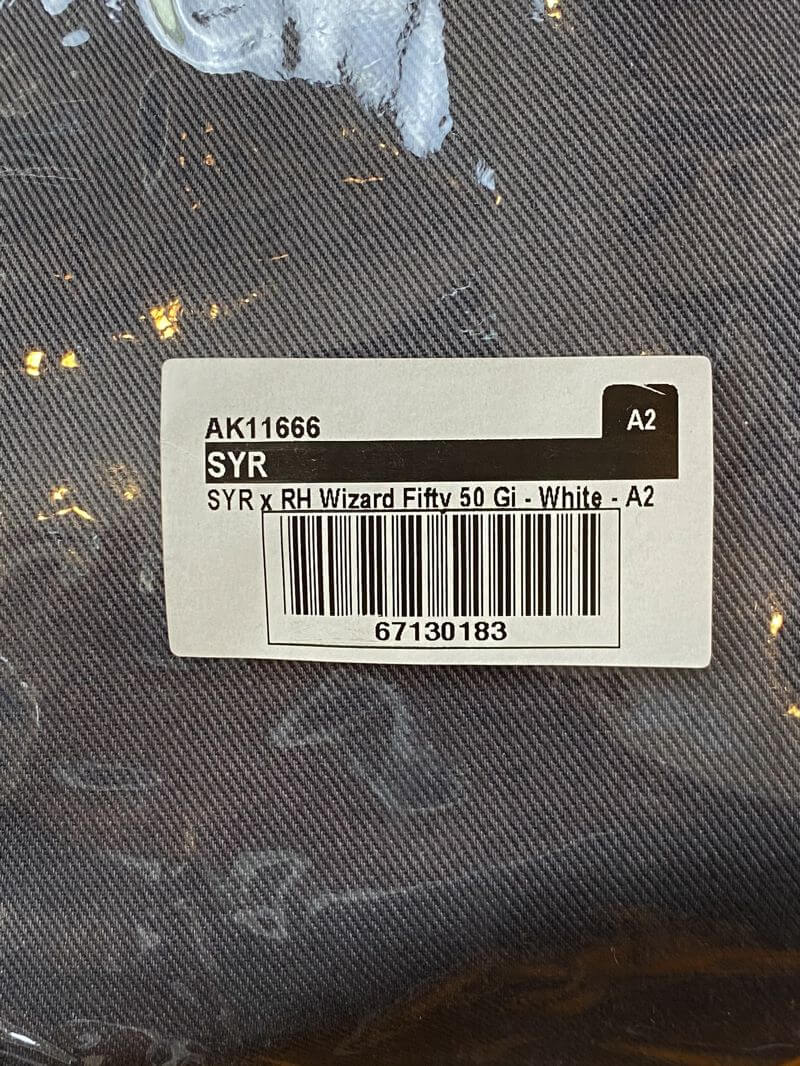 AK11666
A2
SYR
SYR x RH Wizard Fifty 50 Gi - White - A2
67130183